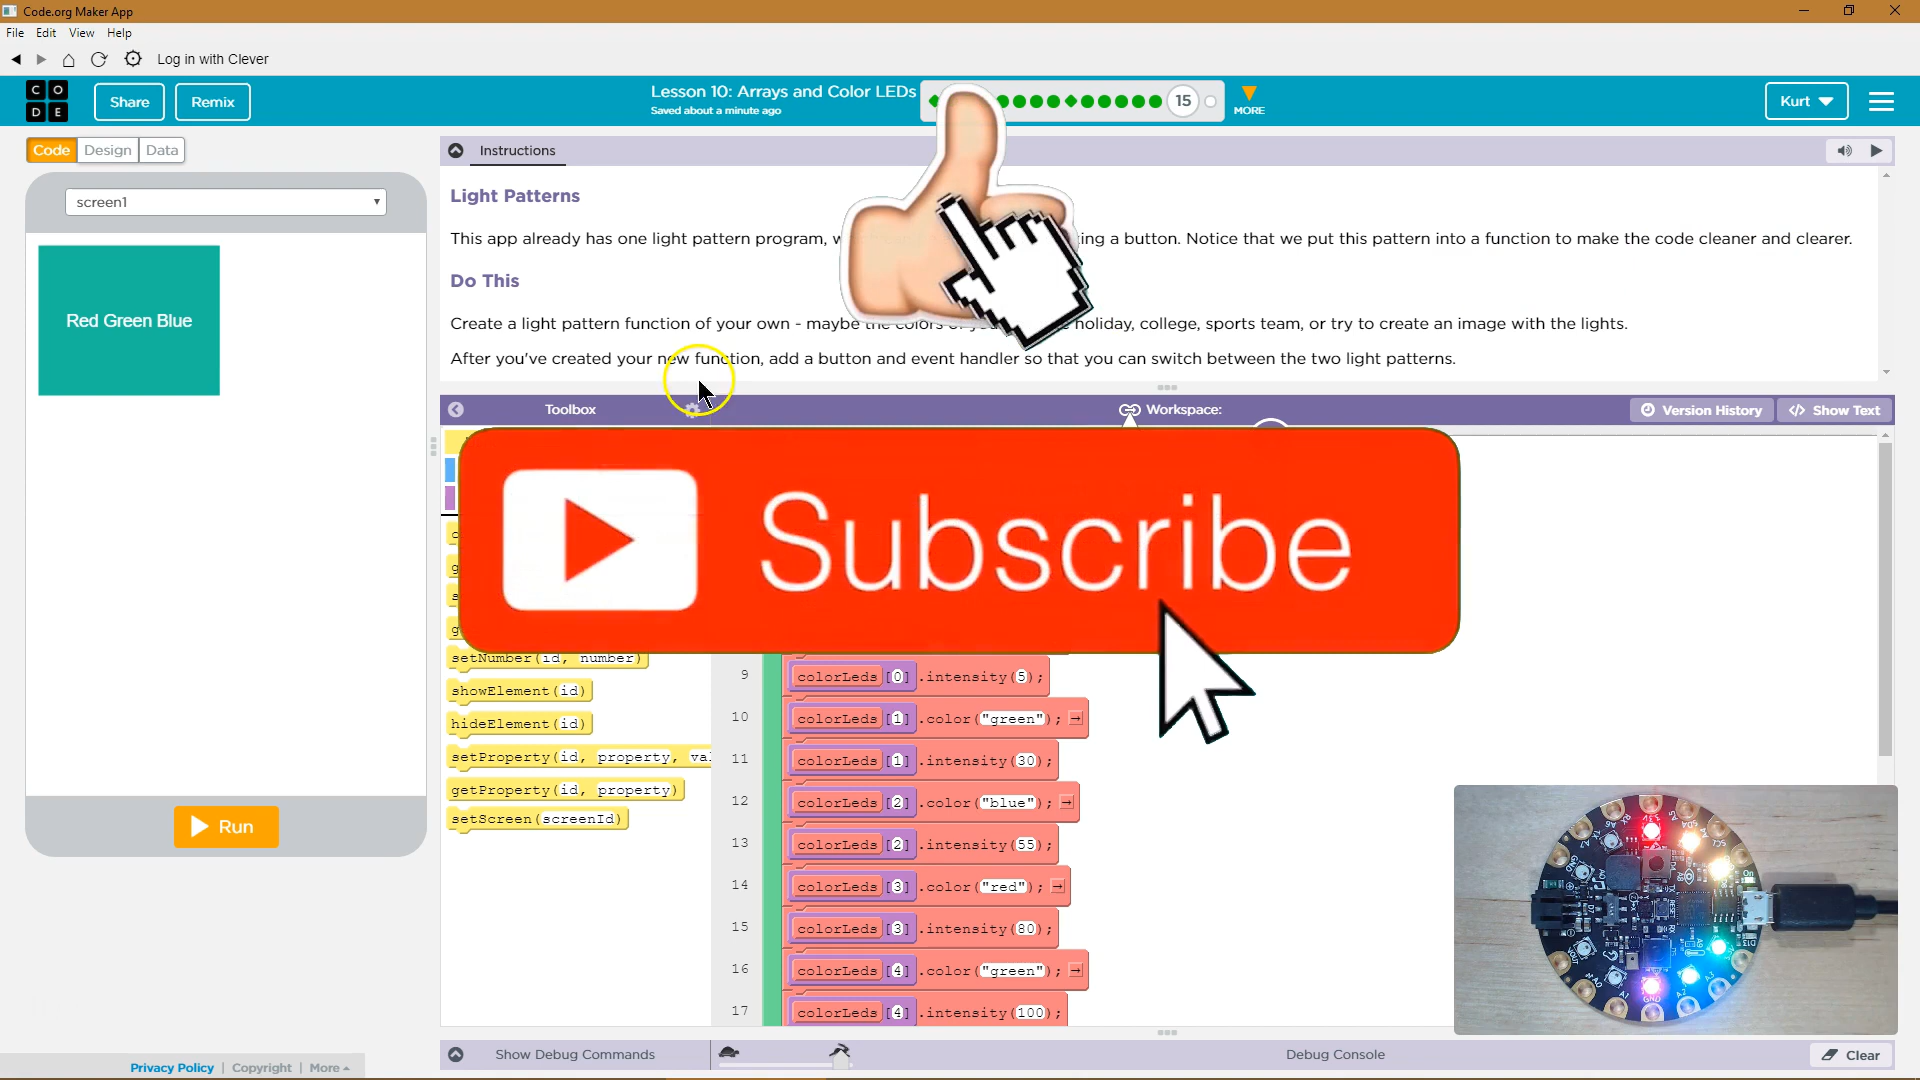 Code.org Maker App
File Edit View Help
Log in with Clever
CODE Share Remix
Lesson 10: Arrays and Color LEDs
Saved about a minute ago
15
MORE
Kurt
Code Design Data
Instructions
screen1
Red Green Blue
Run
Light Patterns
This app already has one light pattern program, w ing a button. Notice that we put this pattern into a function to make the code cleaner and clearer.
Do This
Create a light pattern function of your own - maybe the colors of holiday, college, sports team, or try to create an image with the lights.
After you've created your new function, add a button and event handler so that you can switch between the two light patterns.
Toolbox
Workspace:
Version History
Show Text
Subscribe
setNumber(id, number)
showElement(id)
hideElement(id)
setProperty(id, property, val
getProperty(id, property)
setScreen(screenId)
9 colorLeds[0].intensity(5);
10 colorLeds[1].color("green");
11 colorLeds[1].intensity(30);
12 colorLeds[2].color("blue");
13 colorLeds[2].intensity(55);
14 colorLeds[3].color("red");
15 colorLeds[3].intensity(80);
16 colorLeds[4].color("green");
17 colorLeds[4].intensity(100);
Show Debug Commands
Debug Console
Clear
Privacy Policy | Copyright | More